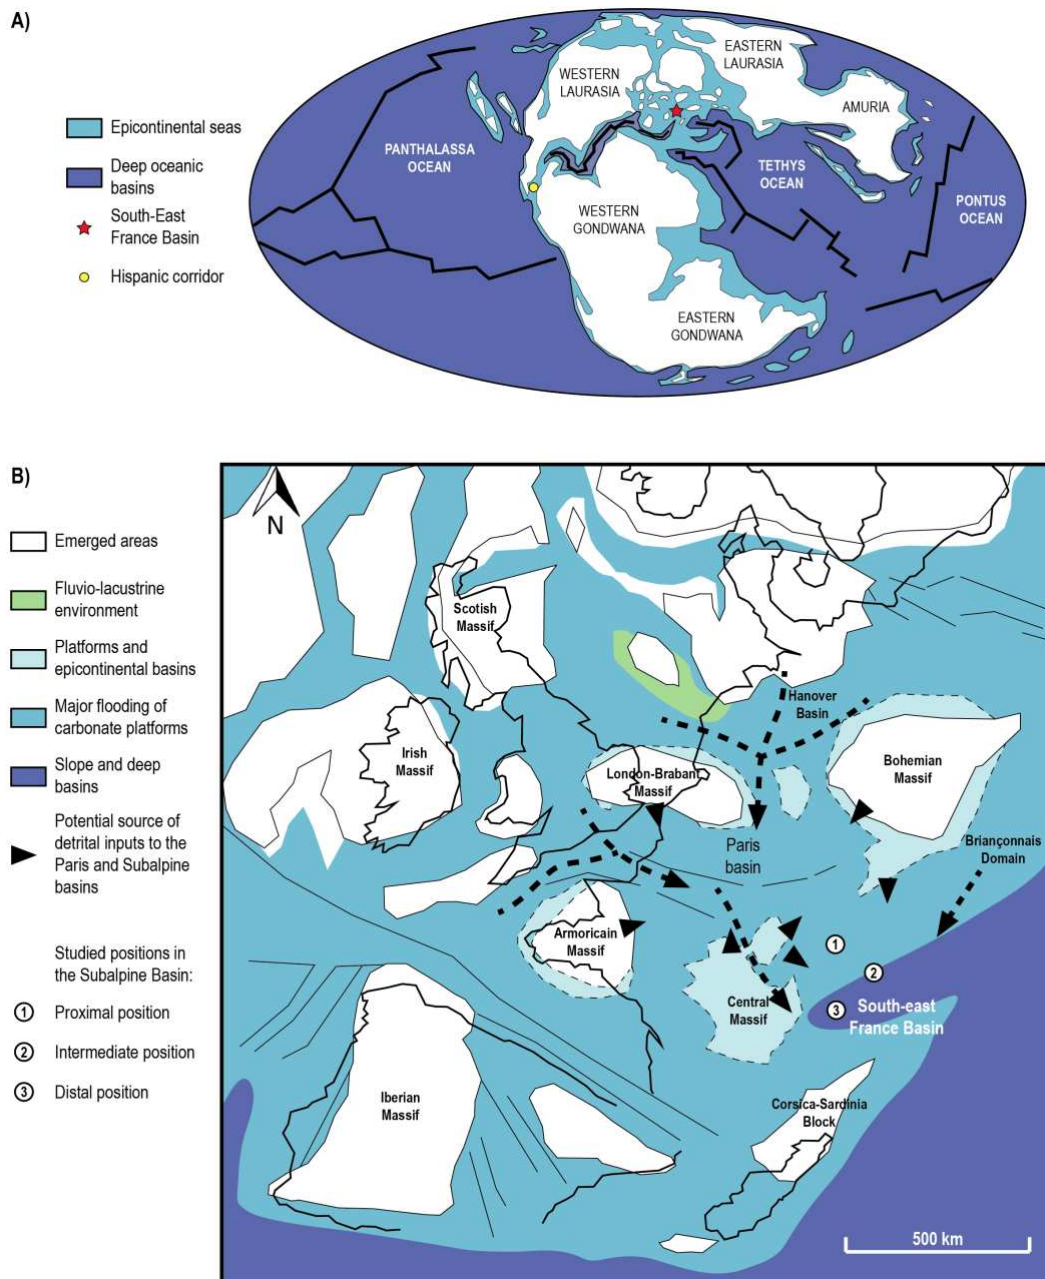 A)
Epicontinental seas
Deep oceanic
basins
South-East
France Basin
Hispanic corridor
PANTHALASSA
OCEAN
WESTERN
LAURASIA
EASTERN
LAURASIA
AMURIA
TETHYS
OCEAN
PONTUS
OCEAN
WESTERN
GONDWANA
EASTERN
GONDWANA
B)
Emerged areas
Fluvio-lacustrine
environment
Platforms and
epicontinental basins
Major flooding of
carbonate platforms
Slope and deep
basins
Potential source of
detrital inputs to the
Paris and Subalpine
basins
Studied positions in
the Subalpine Basin:
1 Proximal position
2 Intermediate position
3 Distal position
N
Scotish
Massif
Hanover
Basin
Irish
Massif
London-Brabant
Massif
Bohemian
Massif
Paris
basin
Briançonnais
Domain
Armoricain
Massif
1
2
3
Central
Massif
South-east
France Basin
Iberian
Massif
Corsica-Sardinia
Block
500 km